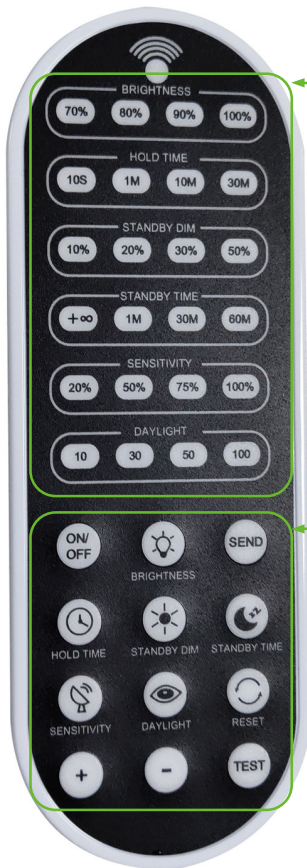 BRIGHTNESS
70% 80% 90% 100%
HOLD TIME
10S 1M 10M 30M
STANDBY DIM
10% 20% 30% 50%
STANDBY TIME
+∞ 1M 30M 60M
SENSITIVITY
20% 50% 75% 100%
DAYLIGHT
10 30 50 100
ON/
OFF
SEND
BRIGHTNESS
HOLD TIME STANDBY DIM STANDBY TIME
SENSITIVITY DAYLIGHT RESET
+ - TEST